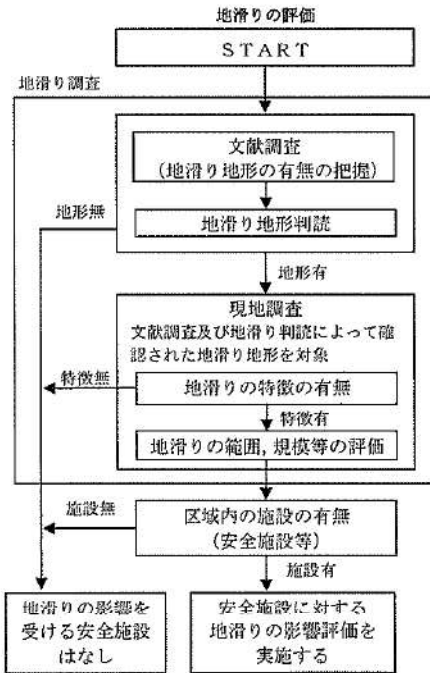 地滑りの評価
START
地滑り調査
文献調査
(地滑り地形の有無の把握)
地滑り地形判読
地形無
地形有
現地調査
文献調査及び地滑り判読によって確
認された地滑り地形を対象
特徴無
地滑りの特徴の有無
特徴有
地滑りの範囲,規模等の評価
施設無
区域内の施設の有無
(安全施設等)
施設有
地滑りの影響を
受ける安全施設
はなし
安全施設に対する
地滑りの影響評価を
実施する